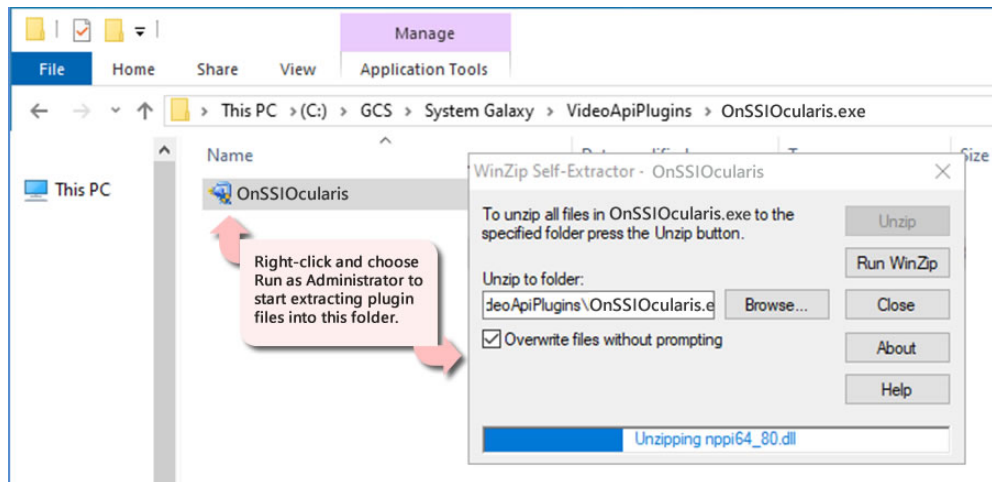 Manage
File Home Share View Application Tools
This PC > (C:) > GCS > System Galaxy > VideoApiPlugins > OnSSIOcularis.exe
Name Size
This PC
OnSSIOcularis
Right-click and choose
Run as Administrator to
start extracting plugin
files into this folder.
WinZip Self-Extractor - OnSSIOcularis
To unzip all files in OnSSIOcularis.exe to the
specified folder press the Unzip button.
Unzip to folder:
deoApiPlugins\OnSSIOcularis.e
Browse...
Overwrite files without prompting
Unzip
Run WinZip
Close
About
Help
Unzipping nppi64_80.dll